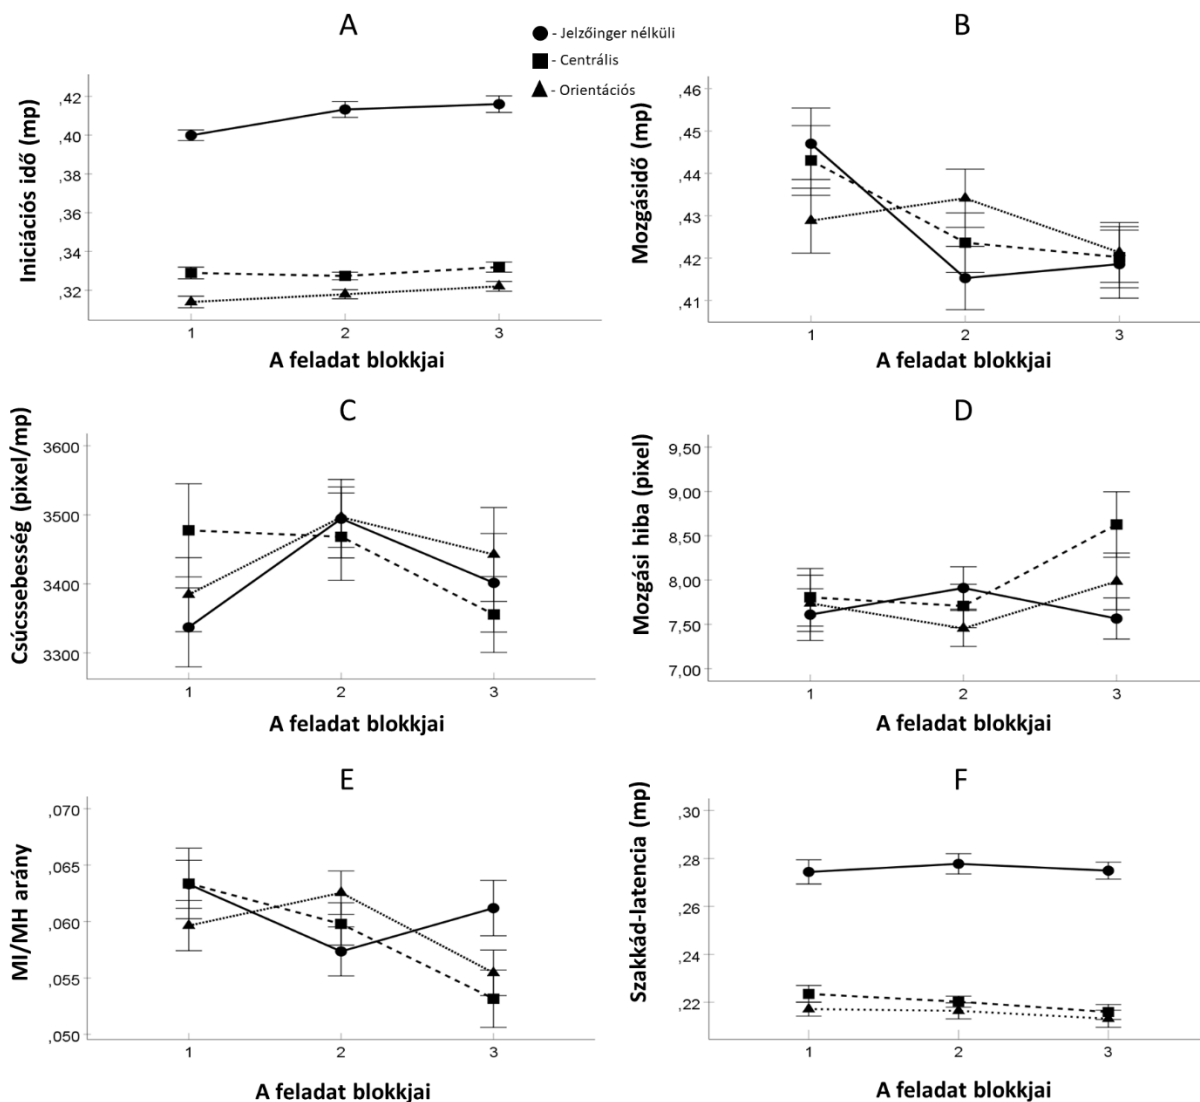 A
- Jelzőinger nélküli
- Centrális
- Orientációs
B
Iniciációs idő (mp)
,42
,40
,38
,36
,34
,32
1 2 3
A feladat blokkjai
Mozgásidő (mp)
,46
,45
,44
,43
,42
,41
1 2 3
A feladat blokkjai
C
Csúcssebesség (pixel/mp)
3600
3500
3400
3300
1 2 3
A feladat blokkjai
D
Mozgási hiba (pixel)
9,50
9,00
8,50
8,00
7,50
7,00
1 2 3
A feladat blokkjai
E
MI/MH arány
,070
,065
,060
,055
,050
1 2 3
A feladat blokkjai
F
Szakkád-latencia (mp)
,30
,28
,26
,24
,22
1 2 3
A feladat blokkjai